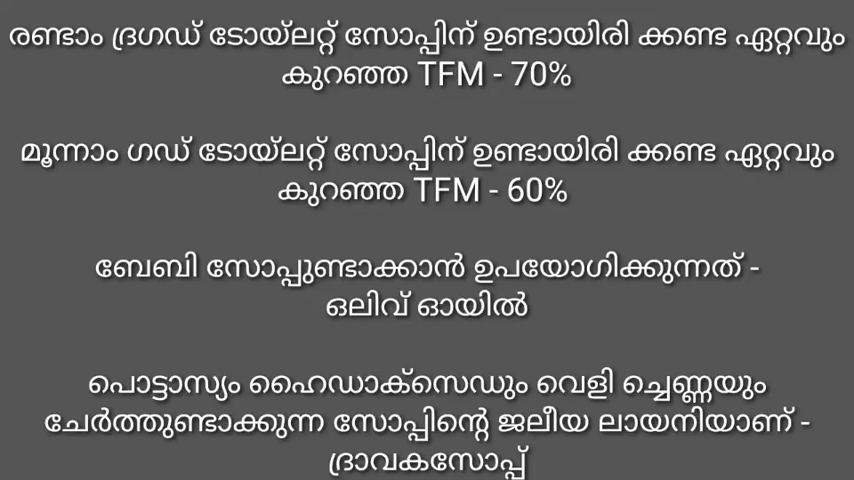 രണ്ടാം ദ്രഗഡ് ടോയ്ലറ്റ് സോപ്പിന് ഉണ്ടായിരി ക്കണ്ട ഏറ്റവും
കുറഞ്ഞ TFM - 70%
മൂന്നാം ഗഡ് ടോയ്ലറ്റ് സോപ്പിന് ഉണ്ടായിരി ക്കണ്ട ഏറ്റവും
കുറഞ്ഞ TFM - 60%
ബേബി സോപ്പുണ്ടാക്കാൻ ഉപയോഗിക്കുന്നത് -
ഒലിവ് ഓയിൽ
പൊട്ടാസ്യം ഹൈഡാക്സെഡും വെളി ച്ചെണ്ണയും
ചേർത്തുണ്ടാക്കുന്ന സോപ്പിന്റെ ജലീയ ലായനിയാണ് -
ദ്രാവകസോപ്പ്